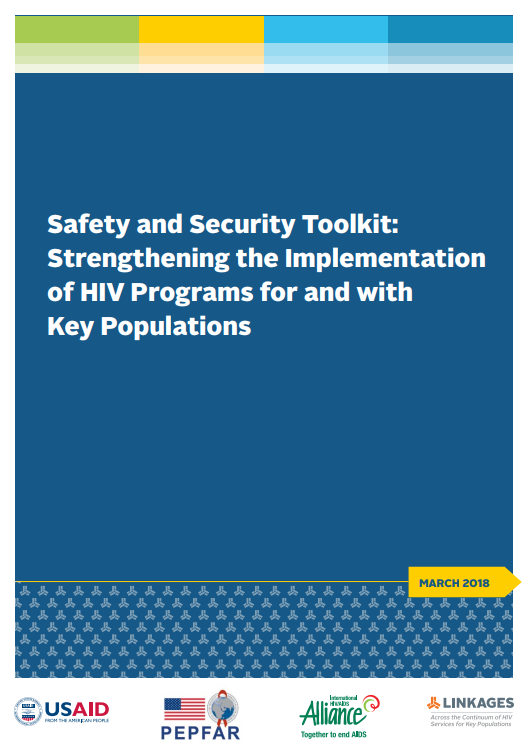 Safety and Security Toolkit:
Strengthening the Implementation
of HIV Programs for and with
Key Populations
MARCH 2018
USAID
USAID
FROM THE AMERICAN PEOPLE
PEPFAR
International
HIV/AIDS
Alliance
Together to end AIDS
LINKAGES
Across the Continuum of HIV
Services for Key Populations